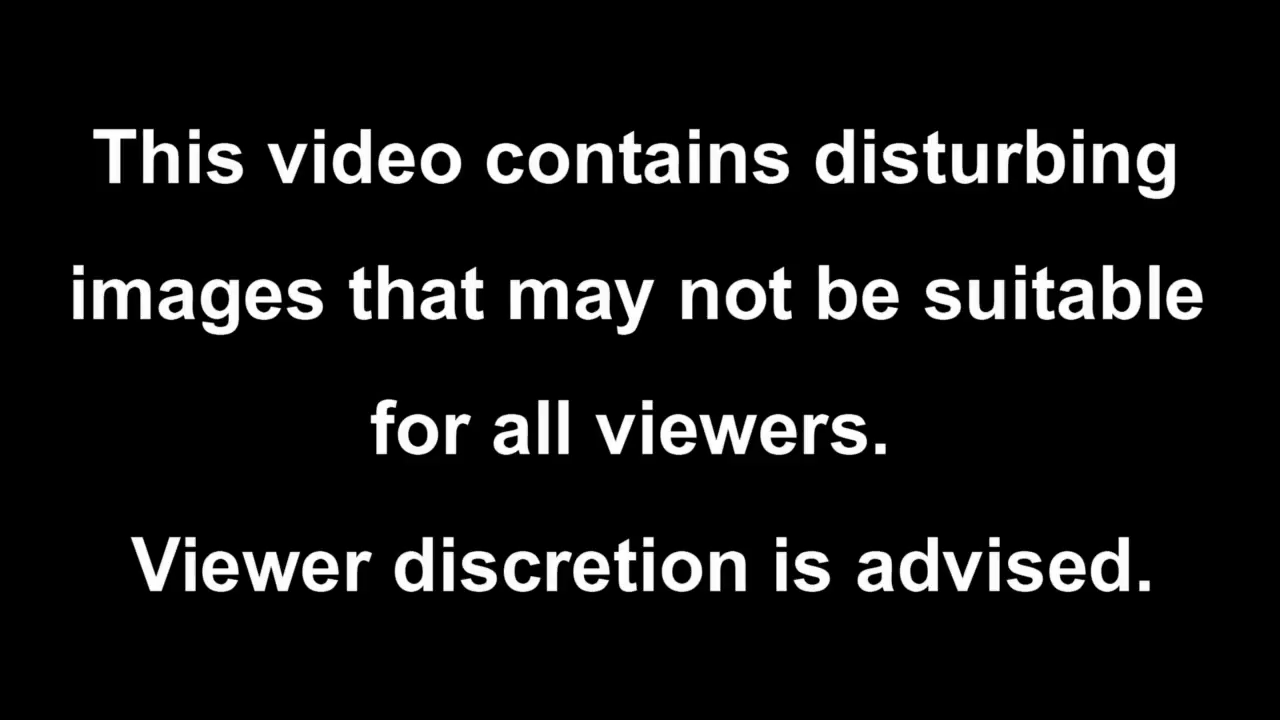 This video contains disturbing
images that may not be suitable
for all viewers.
Viewer discretion is advised.